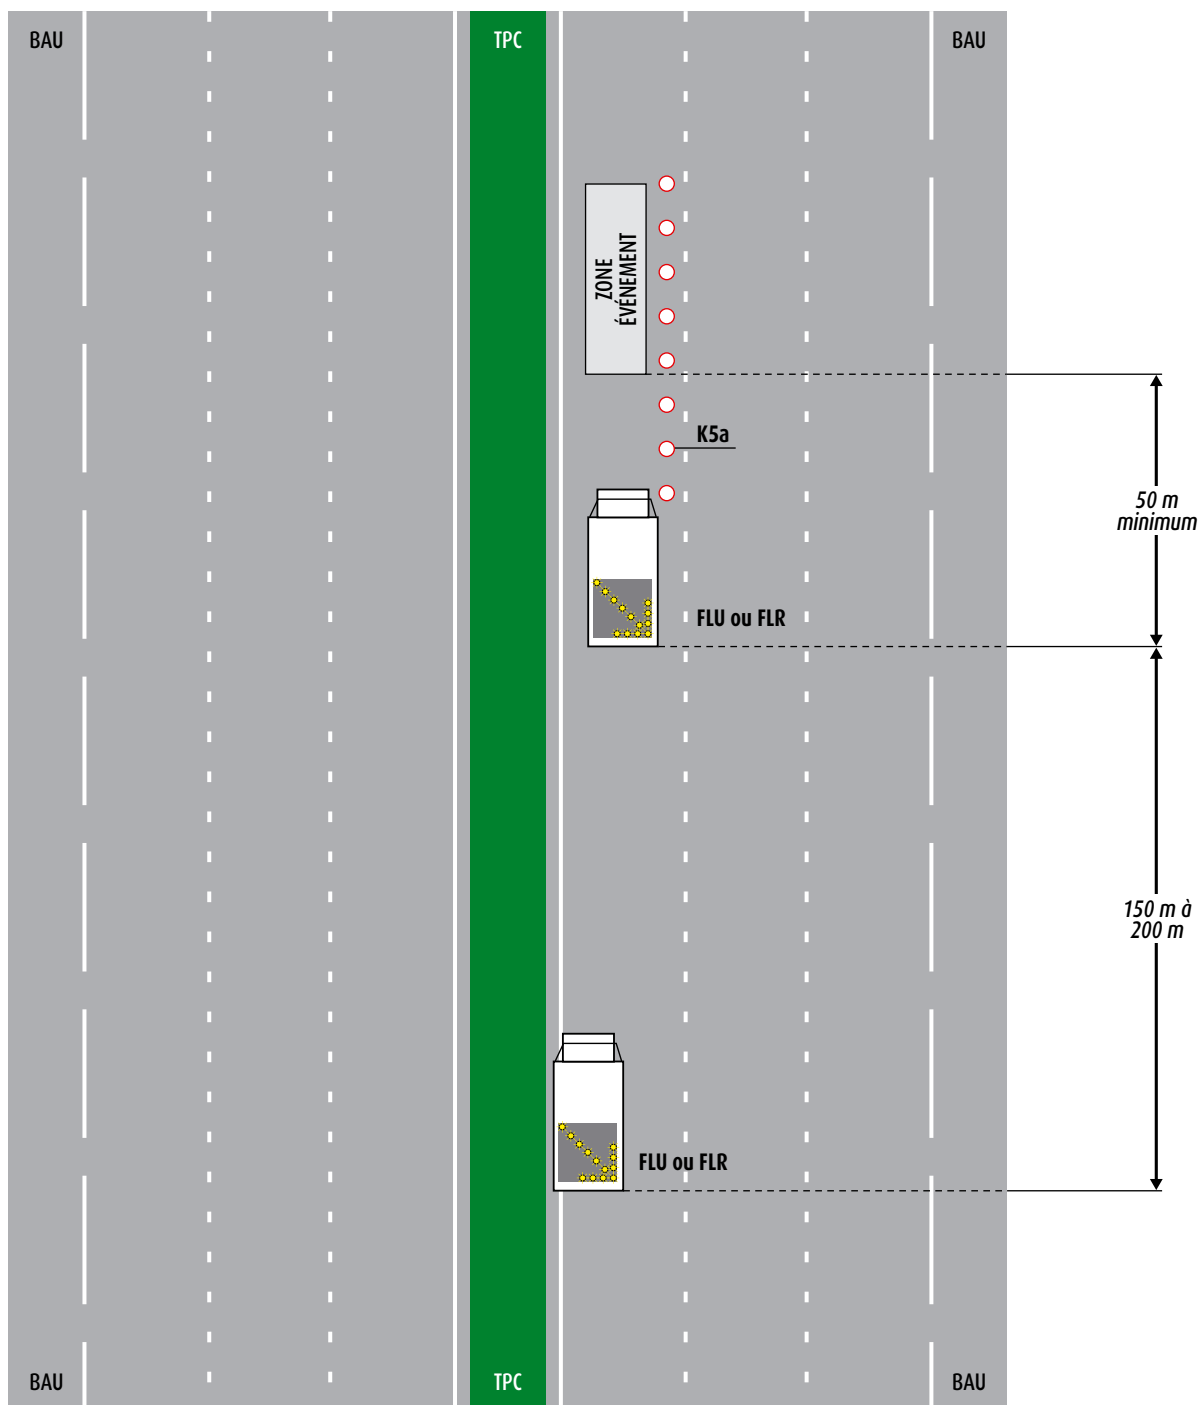 BAU
TPC
BAU
ZONE
ÉVÉNEMENT
K5a
50 m
minimum
FLU ou FLR
150 m à
200 m
FLU ou FLR
BAU
TPC
BAU